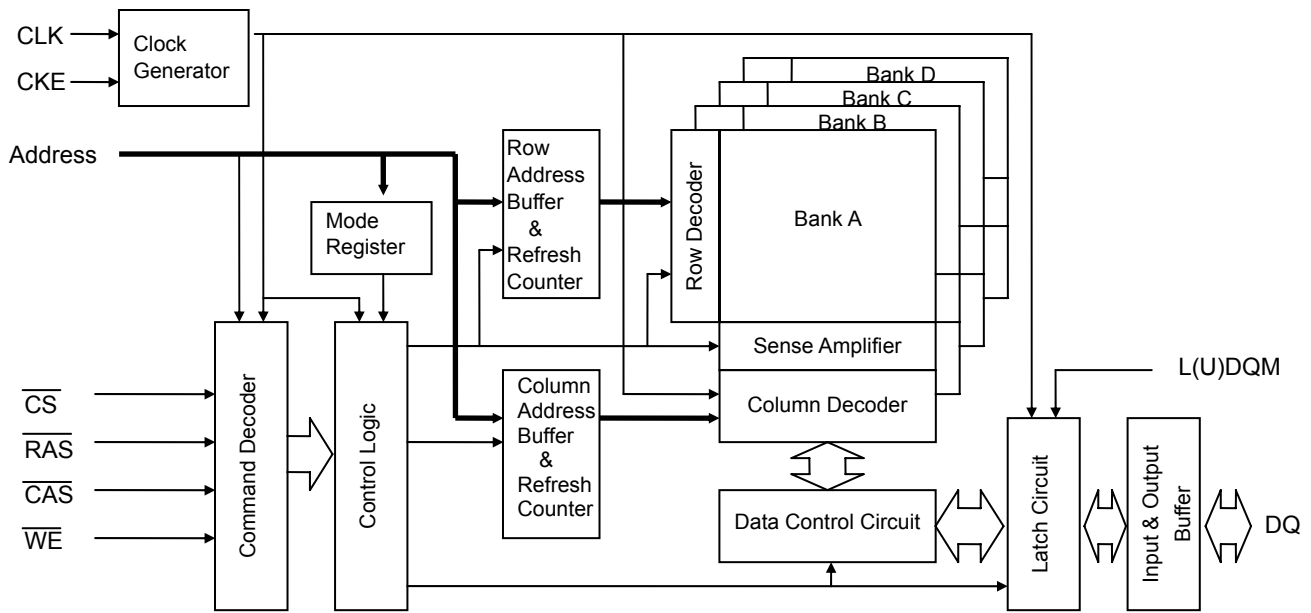 CLK
CKE
Clock
Generator
Address
Mode
Register
Row
Address
Buffer
&
Refresh
Counter
Bank D
Bank C
Bank B
Row Decoder
Bank A
Sense Amplifier
Column Decoder
CS
RAS
CAS
WE
Command Decoder
Control Logic
Column
Address
Buffer
&
Refresh
Counter
Data Control Circuit
L(U)DQM
Latch Circuit
Input & Output
Buffer
DQ